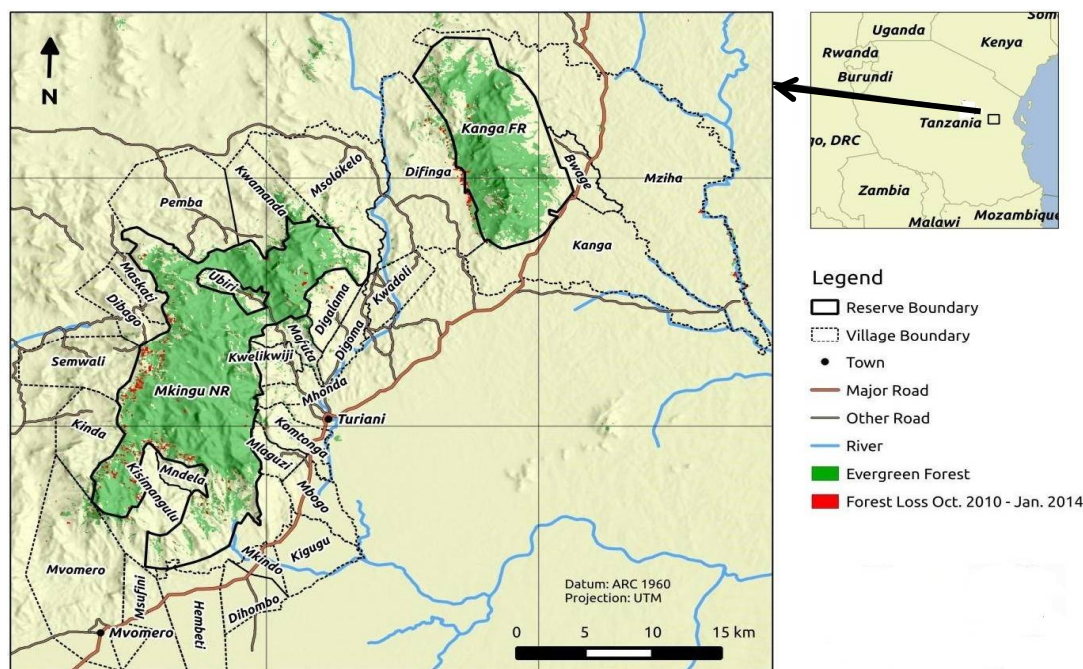 N
Kanga FR
Difinga
Bwage
Mziha
Kanga
Msolokelo
Kwamanda
Pemba
Maskati
Dibago
Ubiri
Digalama
Kwadoli
Digoma
Mafuta
Kwelikwiji
Semwali
Mkingu NR
Mhonda
Turiani
Kinda
Komtonga
Mlaguzi
Mndela
Kisimangulu
Mbogo
Kigugu
Mkindo
Mvomero
Msufini
Hembeti
Dihombo
Mvomero
Datum: ARC 1960
Projection: UTM
0 5 10 15 km
Som
Uganda
Kenya
Rwanda
Burundi
Tanzania
go, DRC
Zambia
Malawi
Mozambique
Legend
Reserve Boundary
Village Boundary
Town
Major Road
Other Road
River
Evergreen Forest
Forest Loss Oct. 2010 - Jan. 2014